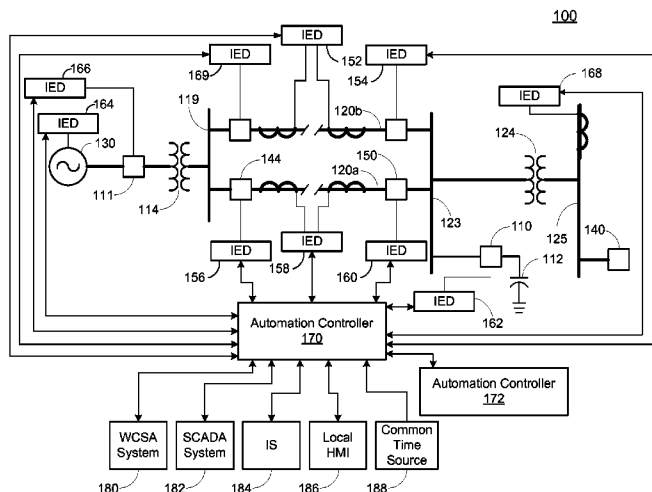 100
IED
152
IED
169
IED
154
IED
166
IED
168
IED
164
119
120b
124
130
144
150
111
114
120a
123
110
125
140
112
IED
156
IED
158
IED
160
IED
162
Automation Controller
170
Automation Controller
172
WCSA
System
180
SCADA
System
182
IS
184
Local
HMI
186
Common
Time
Source
188